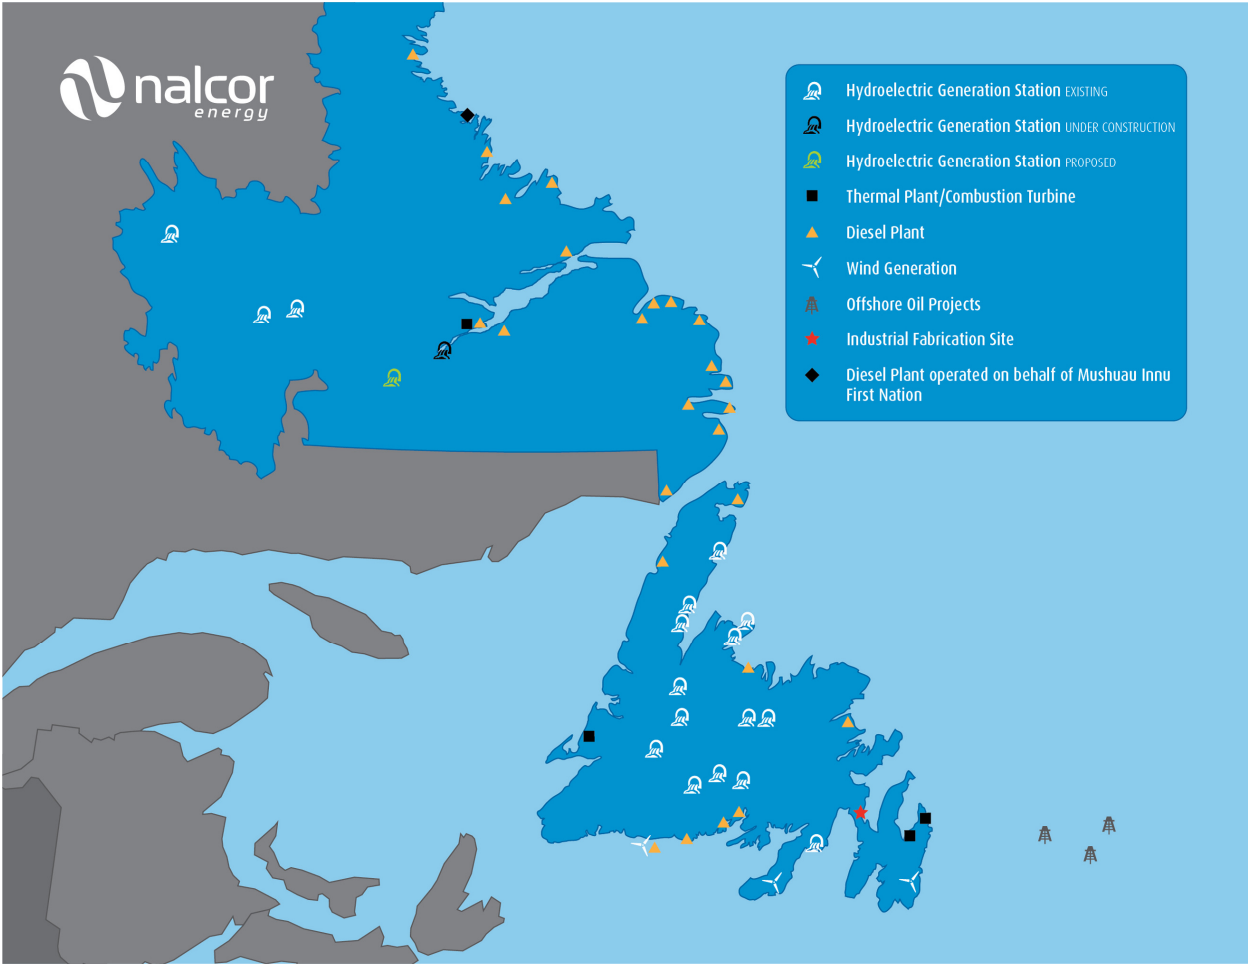 nalcor
energy
Hydroelectric Generation Station EXISTING
Hydroelectric Generation Station UNDER CONSTRUCTION
Hydroelectric Generation Station PROPOSED
Thermal Plant/Combustion Turbine
Diesel Plant
Wind Generation
Offshore Oil Projects
Industrial Fabrication Site
Diesel Plant operated on behalf of Mushuau Innu
First Nation